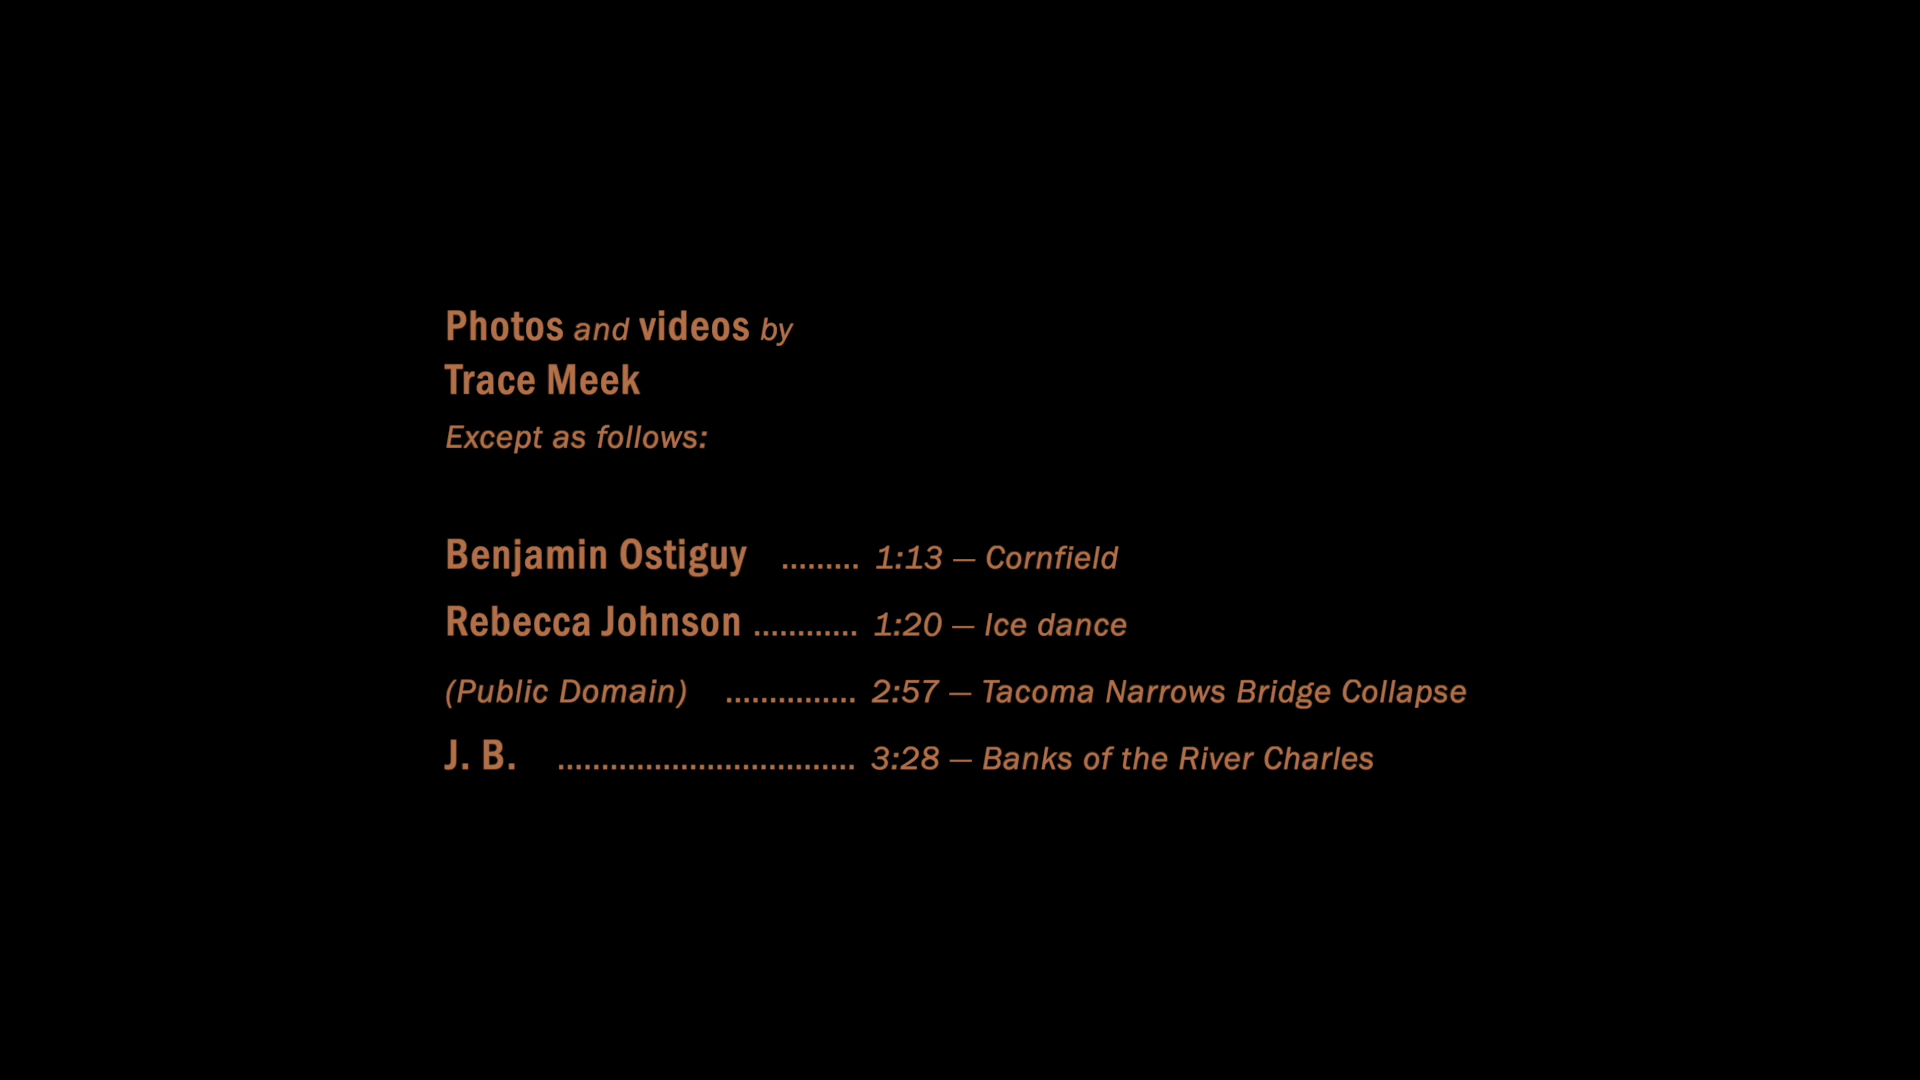 Photos and videos by
Trace Meek
Except as follows:
Benjamin Ostiguy ......... 1:13 — Cornfield
Rebecca Johnson ............ 1:20 — Ice dance
(Public Domain) ............... 2:57 — Tacoma Narrows Bridge Collapse
J. B. .................................. 3:28 — Banks of the River Charles